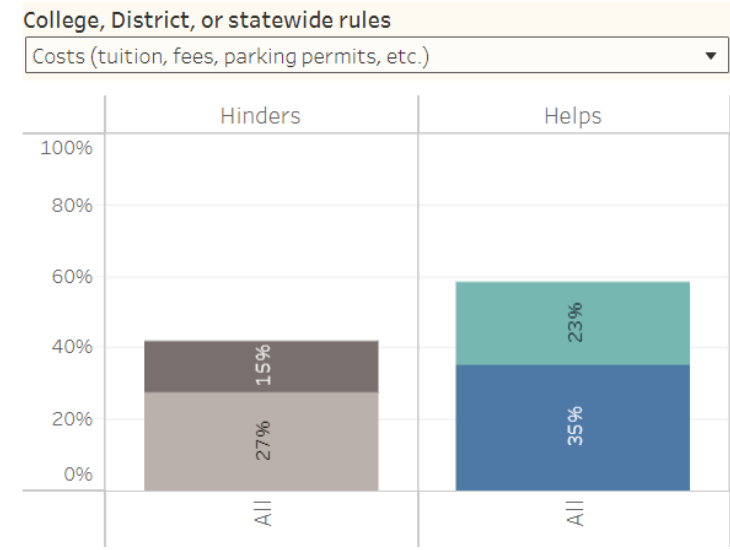 College, District, or statewide rules
Costs (tuition, fees, parking permits, etc.)
Hinders Helps
100%
80%
60%
40%
20%
0%
15%
27%
23%
35%
All All